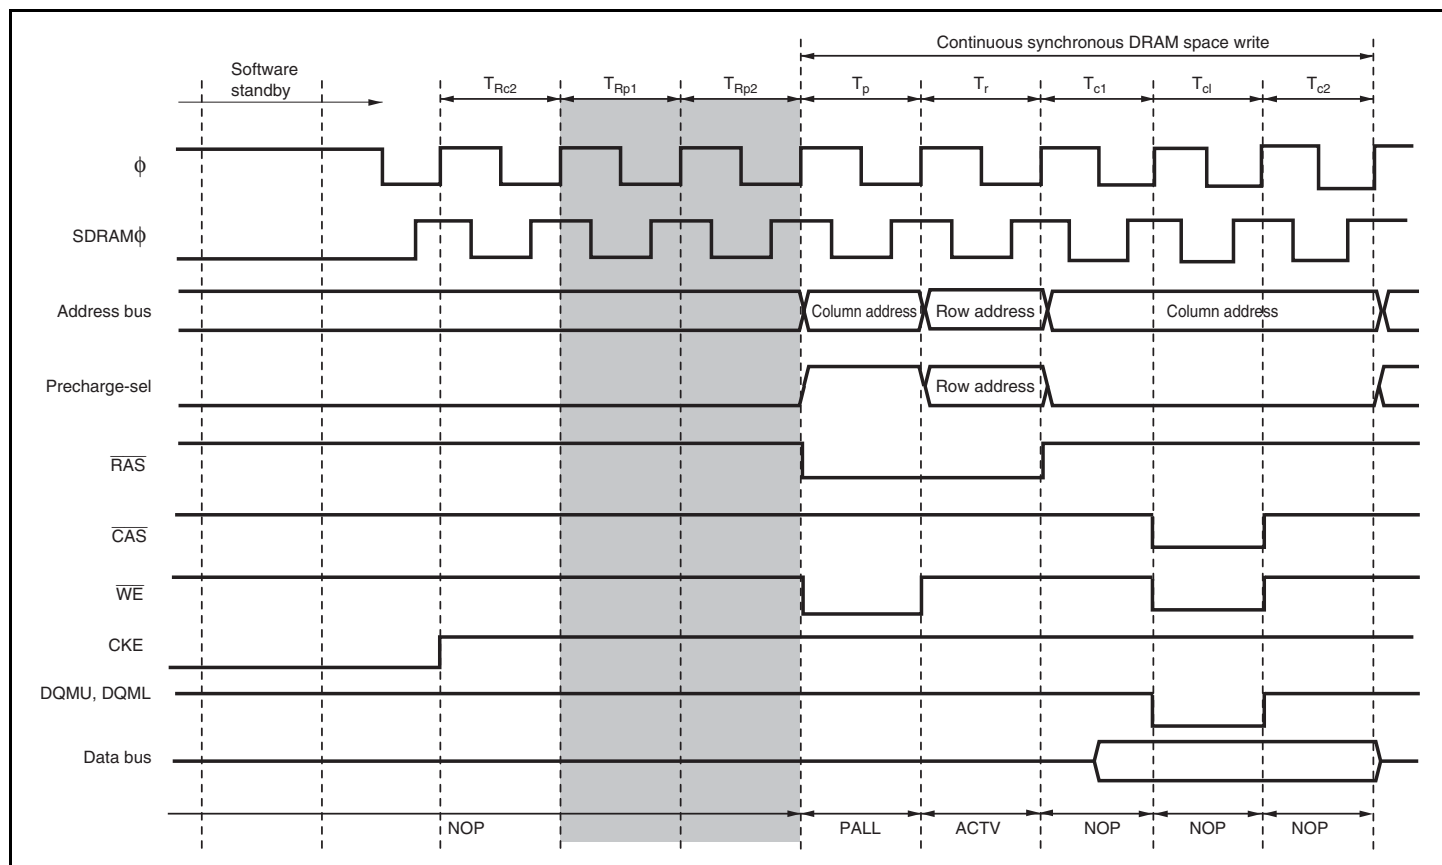 Continuous synchronous DRAM space write
Software
standby
TRc2 TRp1 TRp2 Tp Tr Tc1 Tcl Tc2
ϕ
SDRAMϕ
Address bus Column address Row address Column address
Precharge-sel Row address
RAS
CAS
WE
CKE
DQMU, DQML
Data bus
NOP PALL ACTV NOP NOP NOP